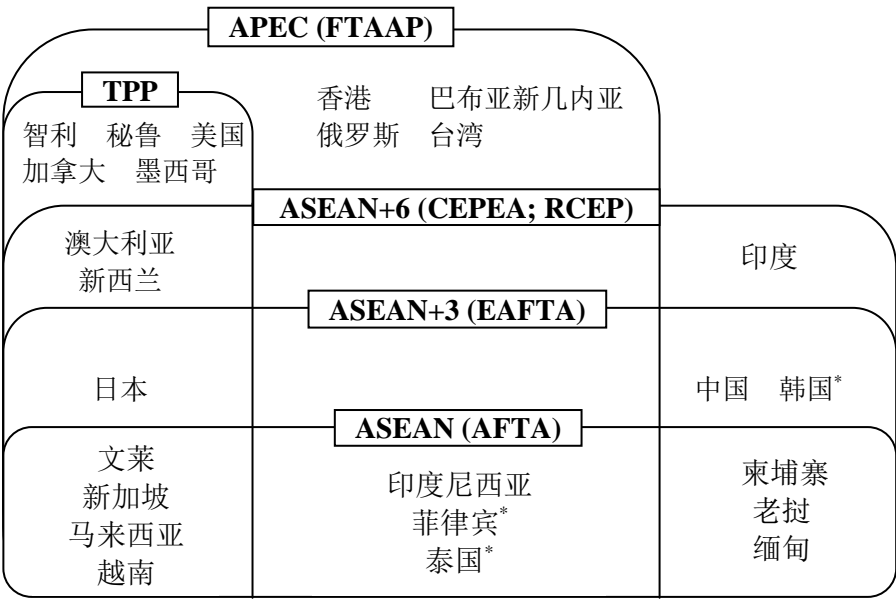 APEC (FTAAP)
TPP
香港 巴布亚新几内亚
智利 秘鲁 美国
俄罗斯 台湾
加拿大 墨西哥
ASEAN+6 (CEPEA; RCEP)
澳大利亚
新西兰
印度
ASEAN+3 (EAFTA)
日本
中国 韩国*
ASEAN (AFTA)
文莱
新加坡
马来西亚
越南
印度尼西亚
菲律宾*
泰国*
柬埔寨
老挝
缅甸